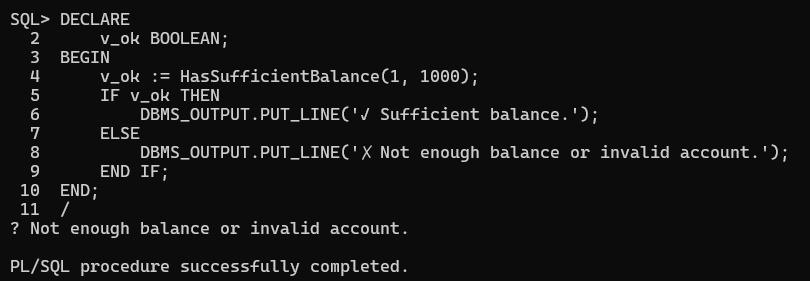 SQL> DECLARE
  2      v_ok BOOLEAN;
  3  BEGIN
  4      v_ok := HasSufficientBalance(1, 1000);
  5      IF v_ok THEN
  6          DBMS_OUTPUT.PUT_LINE('√ Sufficient balance.');
  7      ELSE
  8          DBMS_OUTPUT.PUT_LINE('╳ Not enough balance or invalid account.');
  9      END IF;
 10  END;
 11  /
? Not enough balance or invalid account.
PL/SQL procedure successfully completed.